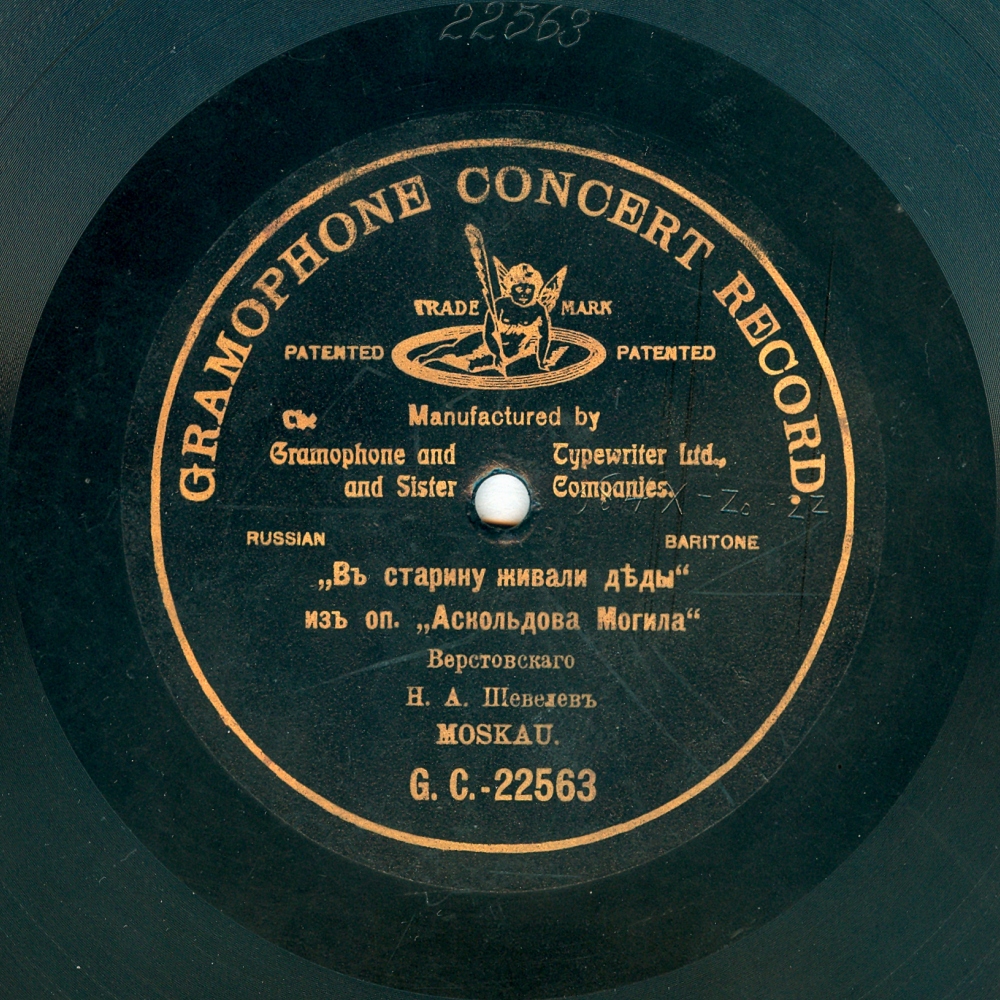 22563
GRAMOPHONE CONCERT RECORD.
TRADE MARK
PATENTED PATENTED
The Manufactured by
Gramophone and Typewriter Ltd.,
and Sister Companies.
RUSSIAN BARITONE
„Въ старину живали дѣды“
изъ оп. „Аскольдова Могила“
Верстовскаго
Н. А. Шевелевъ
MOSKAU.
G. C.-22563